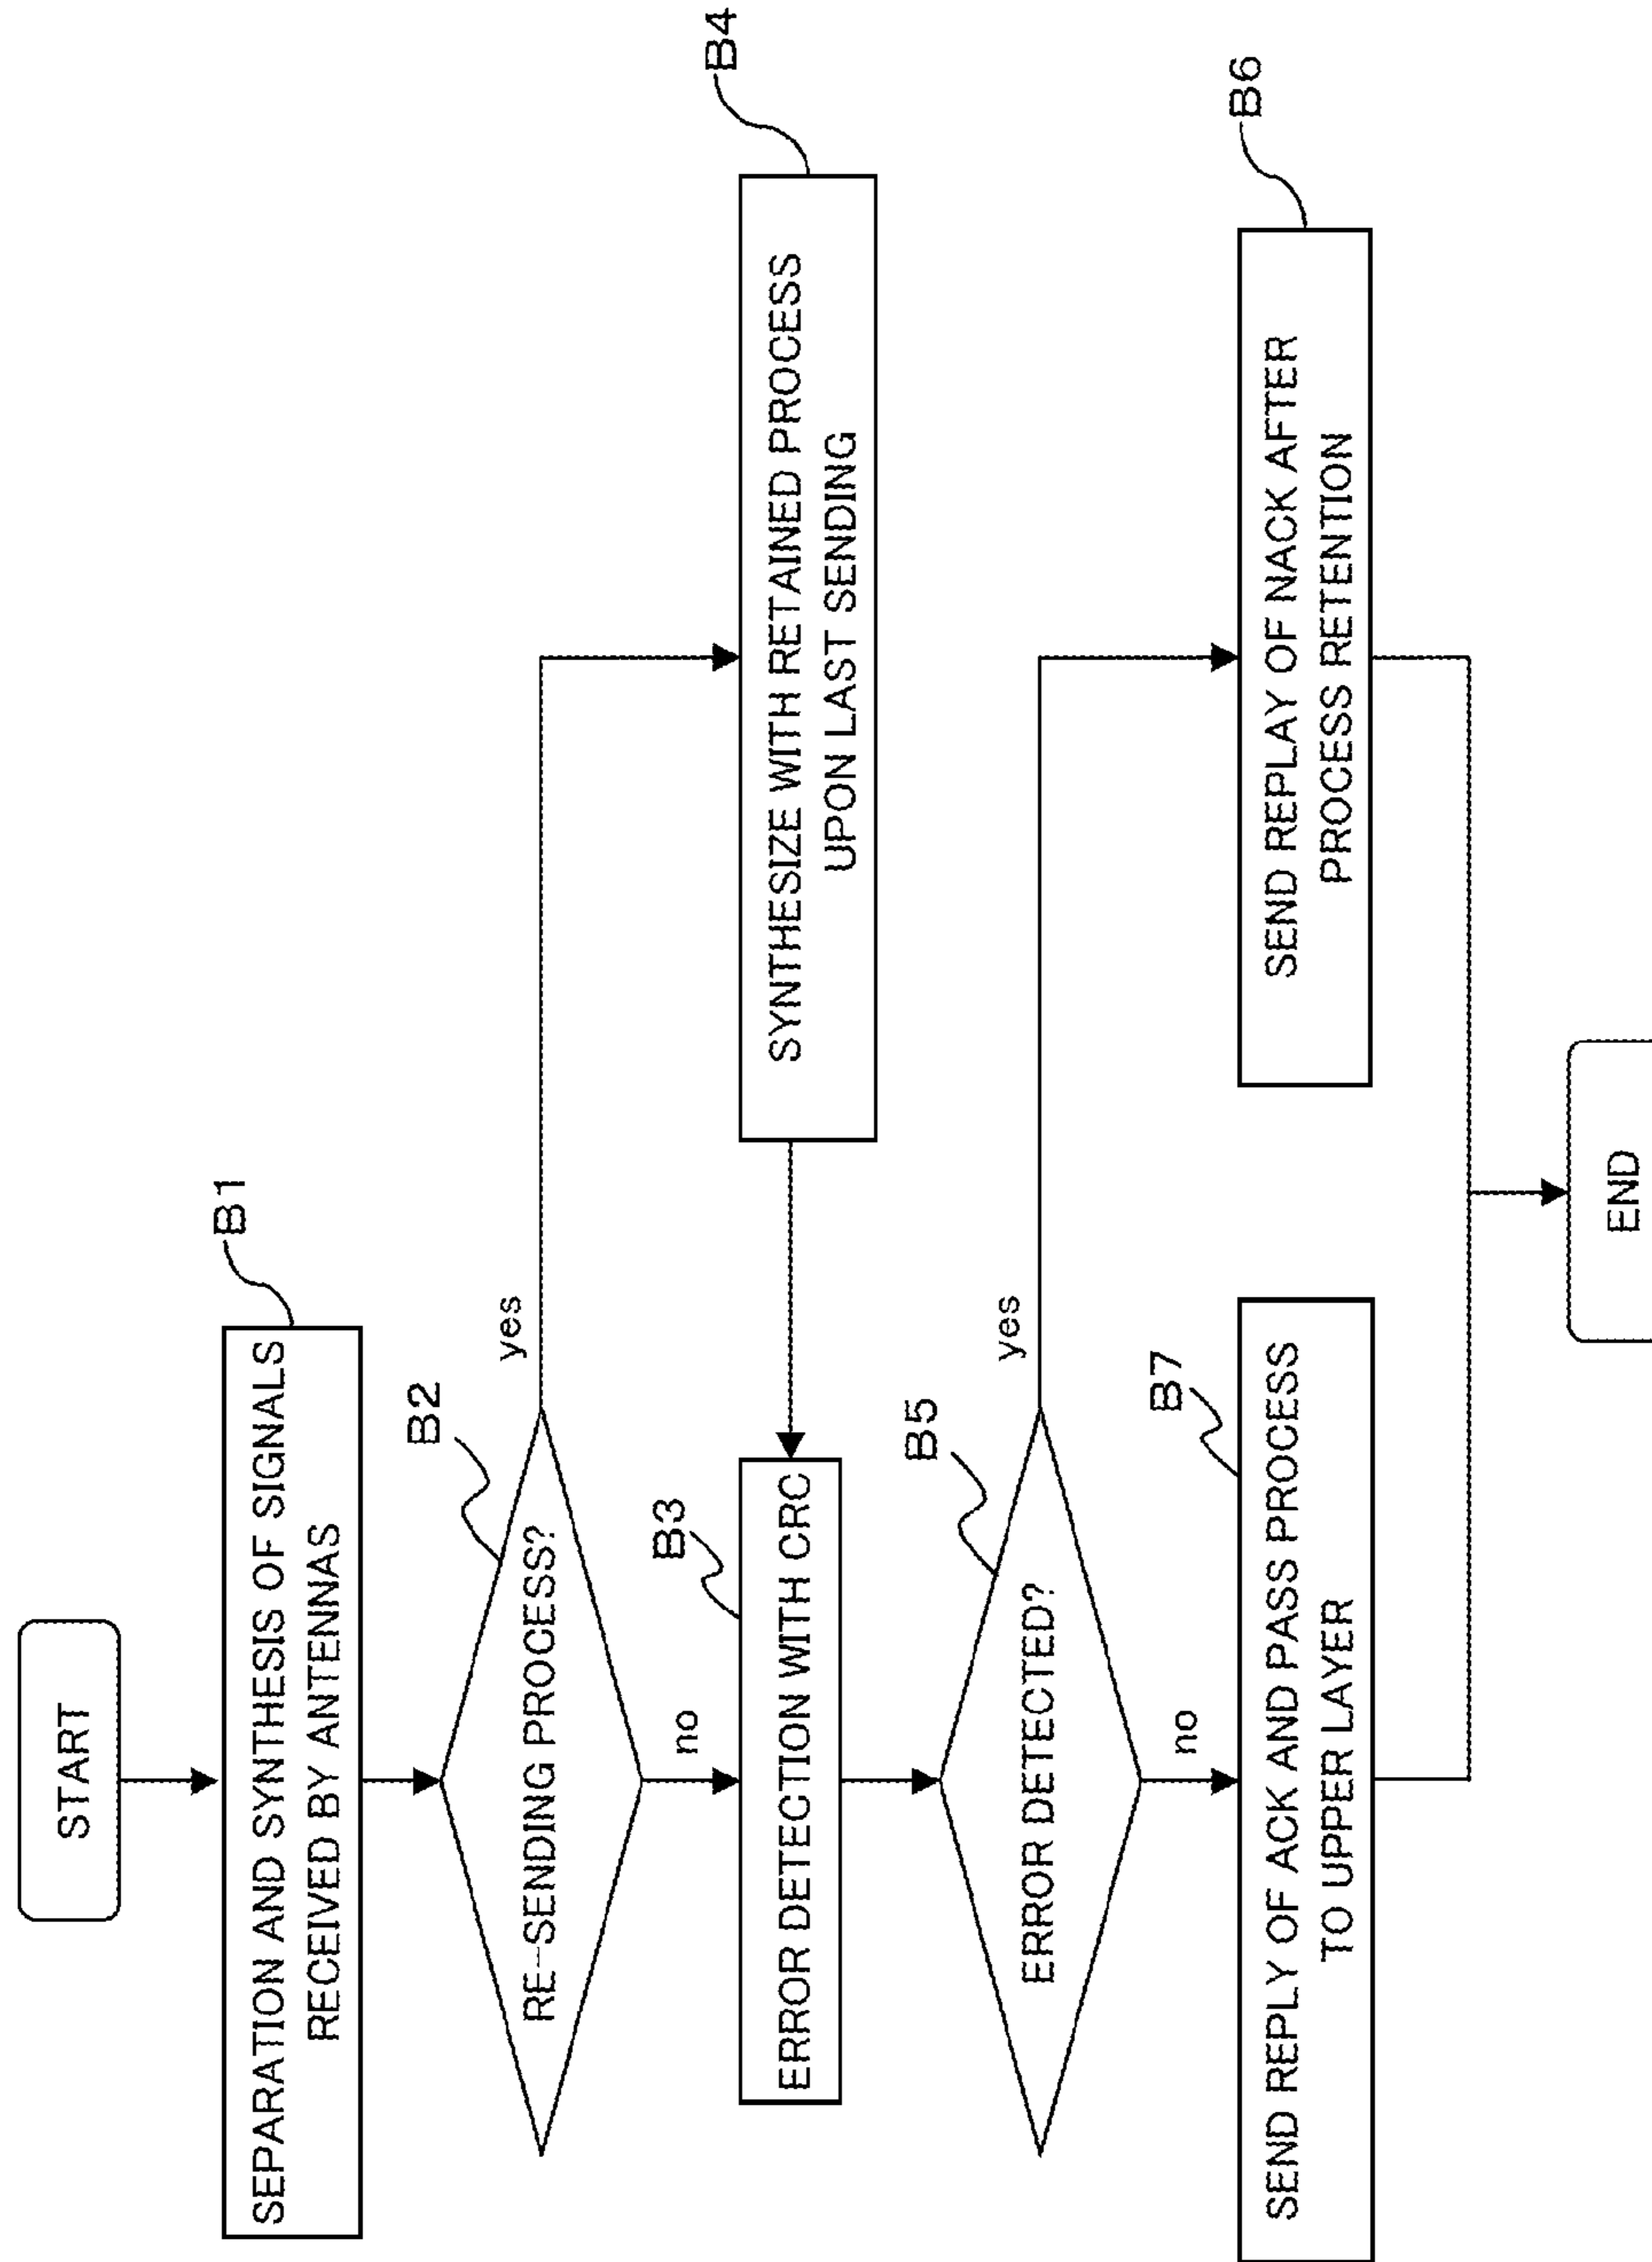 START
B1
SEPARATION AND SYNTHESIS OF SIGNALS
RECEIVED BY ANTENNAS
B2
RE-SENDING PROCESS?
yes
no
B4
SYNTHESIZE WITH RETAINED PROCESS
UPON LAST SENDING
B3
ERROR DETECTION WITH CRC
B5
ERROR DETECTED?
yes
no
B6
SEND REPLAY OF NACK AFTER
PROCESS RETENTION
B7
SEND REPLY OF ACK AND PASS PROCESS
TO UPPER LAYER
END